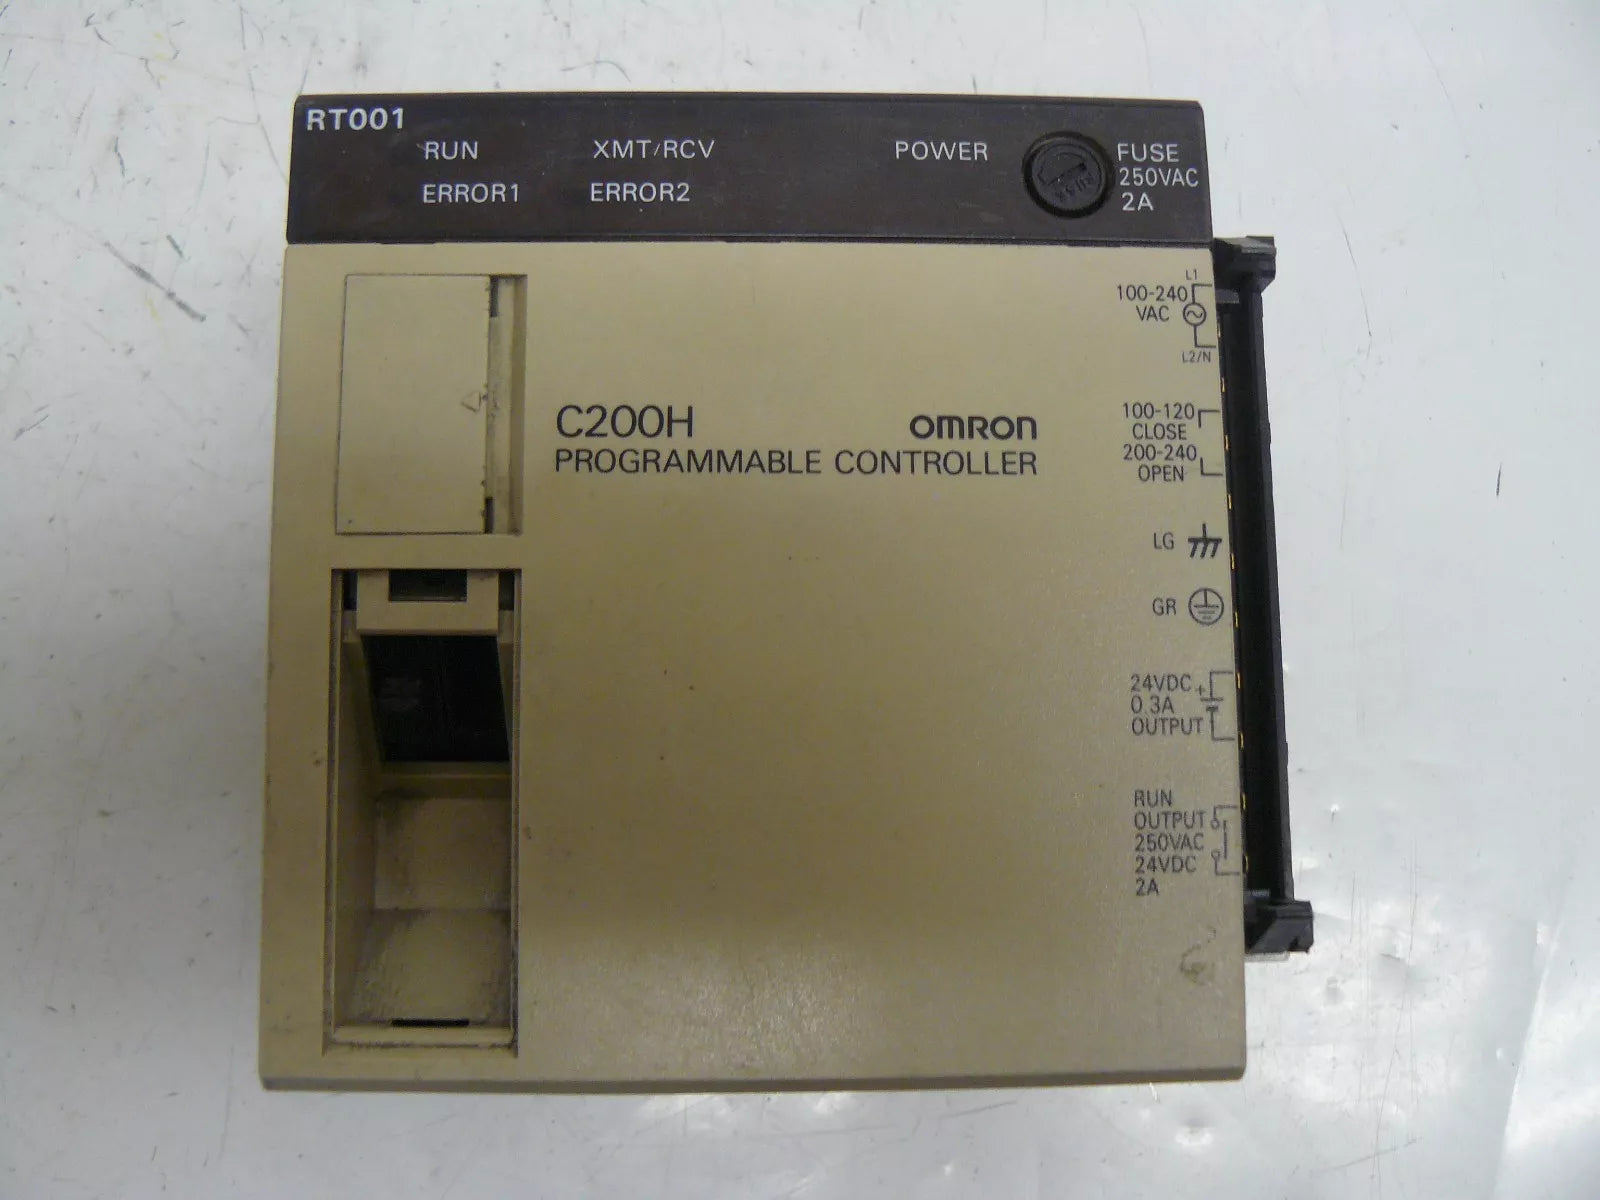 RT001
RUN XMT/RCV POWER FUSE
250VAC
ERROR1 ERROR2 2A
L1
100-240
VAC
L2/N
C200H OMRON
PROGRAMMABLE CONTROLLER
100-120
CLOSE
200-240
OPEN
LG
GR
24VDC +
0.3A
OUTPUT
RUN
OUTPUT
250VAC
24VDC
2A